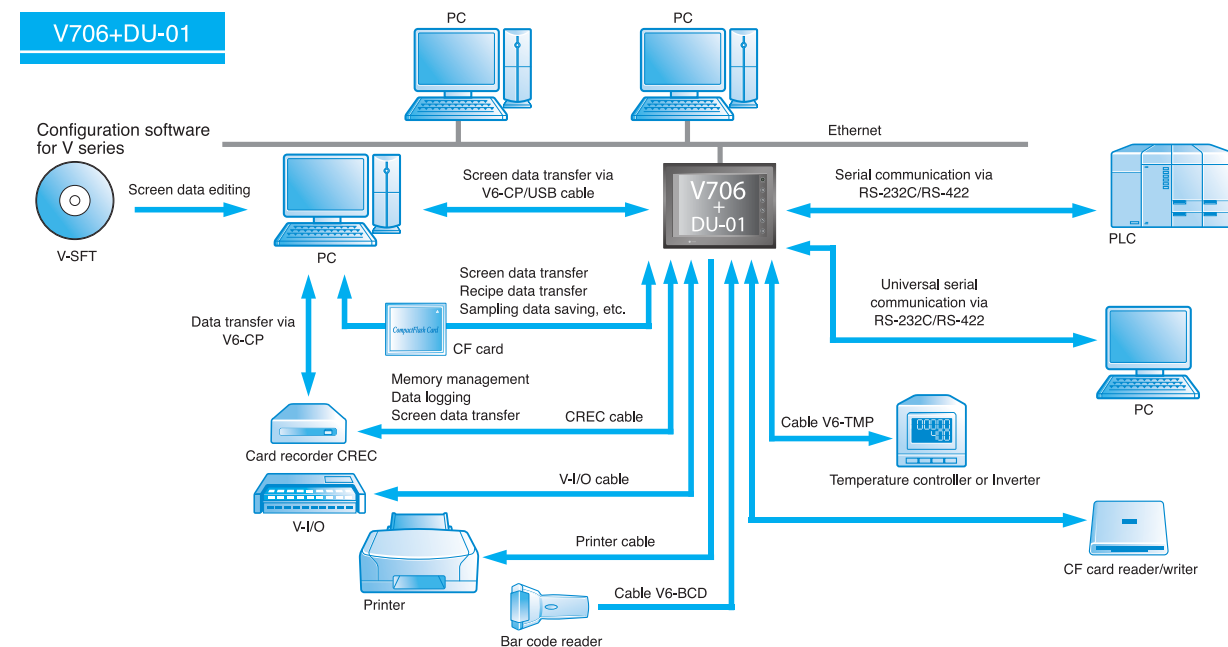 V706+DU-01
PC
PC
Ethernet
Configuration software
for V series
V-SFT
Screen data editing
PC
Screen data transfer via
V6-CP/USB cable
V706
+
DU-01
Serial communication via
RS-232C/RS-422
PLC
Universal serial
communication via
RS-232C/RS-422
PC
Data transfer via
V6-CP
Screen data transfer
Recipe data transfer
Sampling data saving, etc.
CompactFlash Card
CF card
Memory management
Data logging
Screen data transfer
CREC cable
Card recorder CREC
Cable V6-TMP
00000
400
Temperature controller or Inverter
V-I/O cable
V-I/O
Printer cable
Printer
CF card reader/writer
Cable V6-BCD
Bar code reader